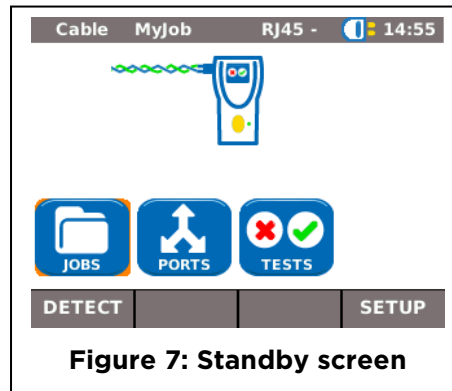 Cable MyJob RJ45 - 14:55
JOBS PORTS TESTS
DETECT SETUP
Figure 7: Standby screen